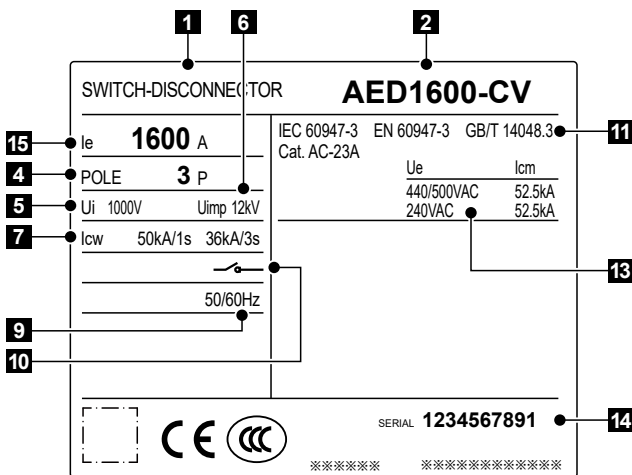 1 6 2
SWITCH-DISCONNECTOR AED1600-CV
15 Ie 1600 A
IEC 60947-3 EN 60947-3 GB/T 14048.3 11
Cat. AC-23A
4 POLE 3 P
Ue Icm
440/500VAC 52.5kA
240VAC 52.5kA
5 Ui 1000V Uimp 12kV
7 Icw 50kA/1s 36kA/3s
13
50/60Hz
9
10
CE CCC
SERIAL 1234567891 14
※※※※※※ ※※※※※※※※※※※※